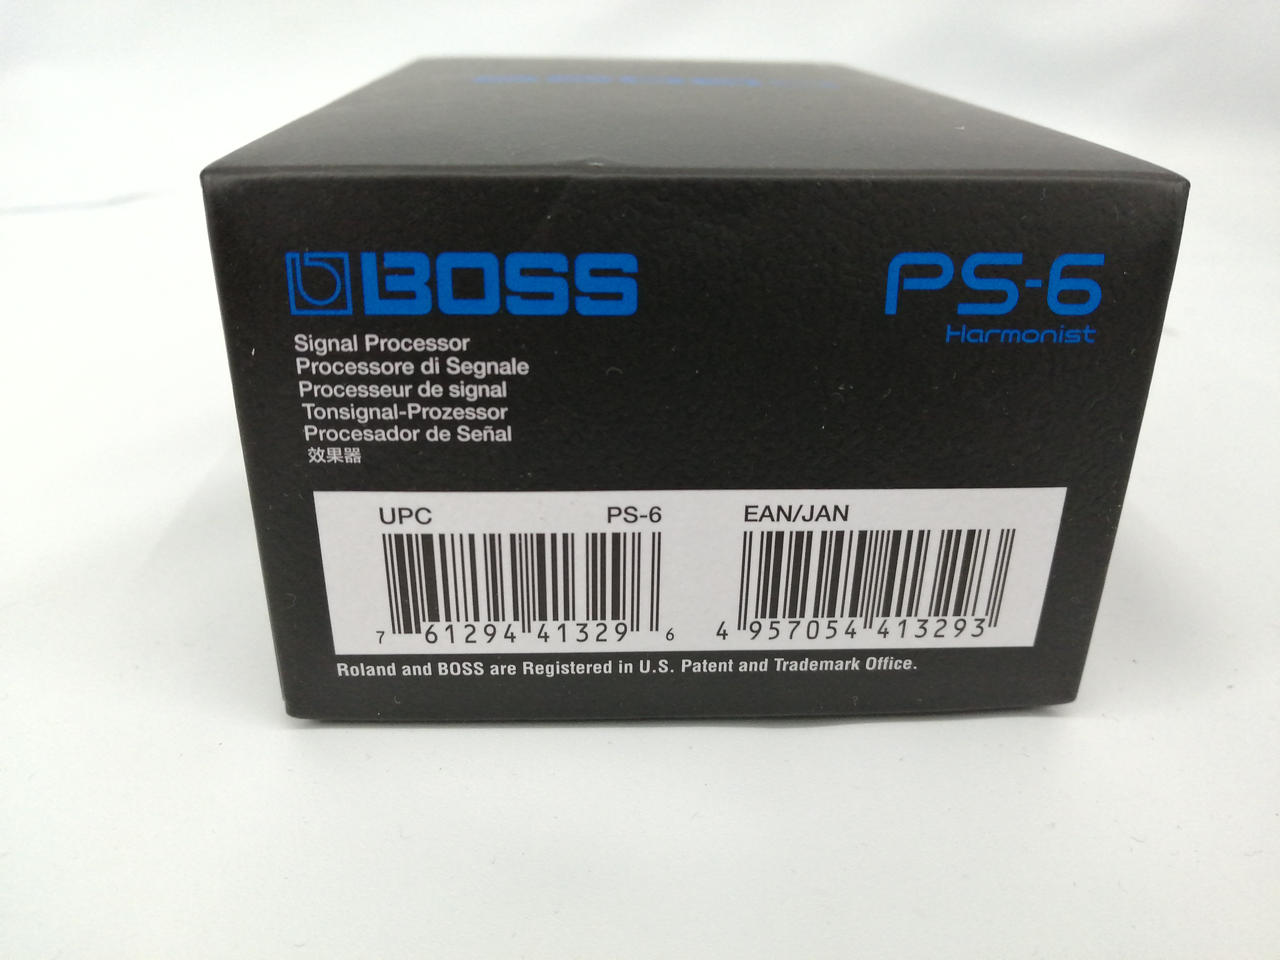 BOSS
PS-6
Harmonist
Signal Processor
Processore di Segnale
Processeur de signal
Tonsignal-Prozessor
Procesador de Señal
效果器
UPC PS-6 EAN/JAN
7 61294 41329 6 4 957054 413293
Roland and BOSS are Registered in U.S. Patent and Trademark Office.